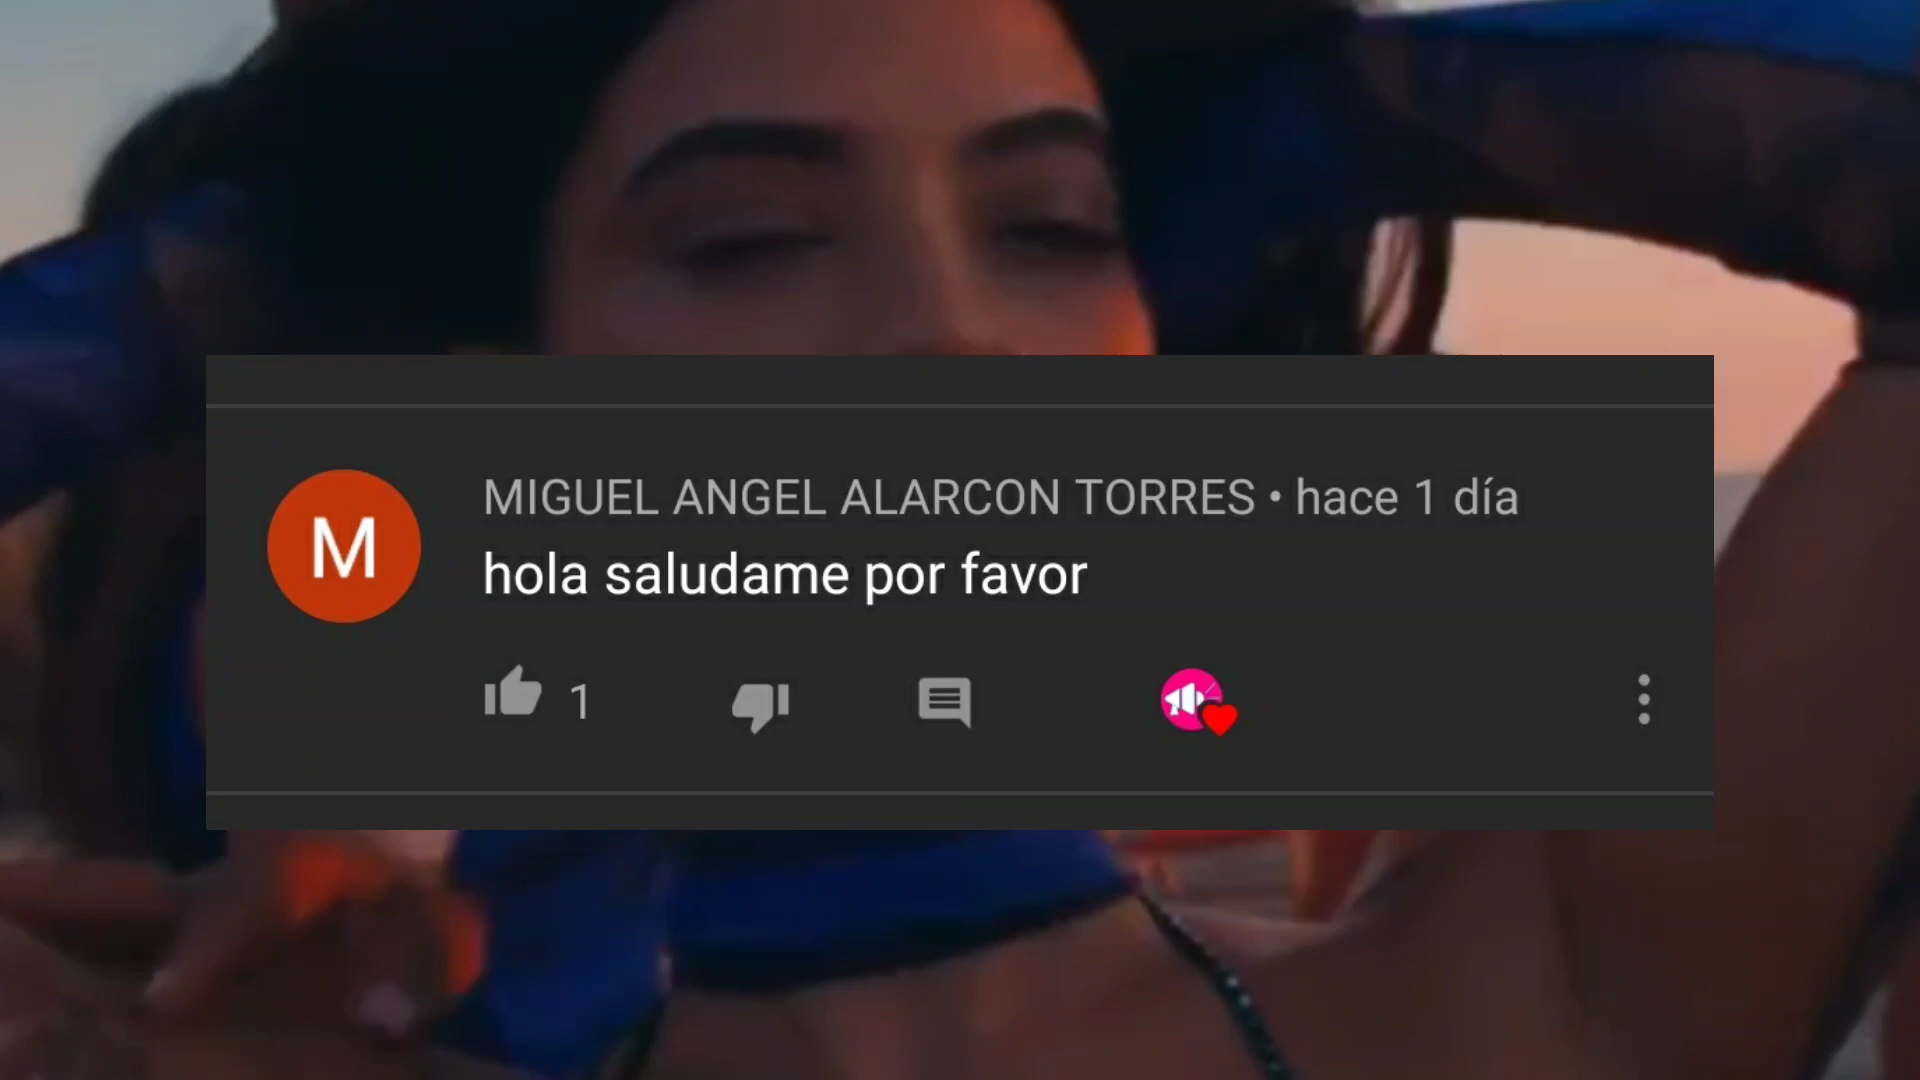 M
MIGUEL ANGEL ALARCON TORRES • hace 1 día
hola saludame por favor
1